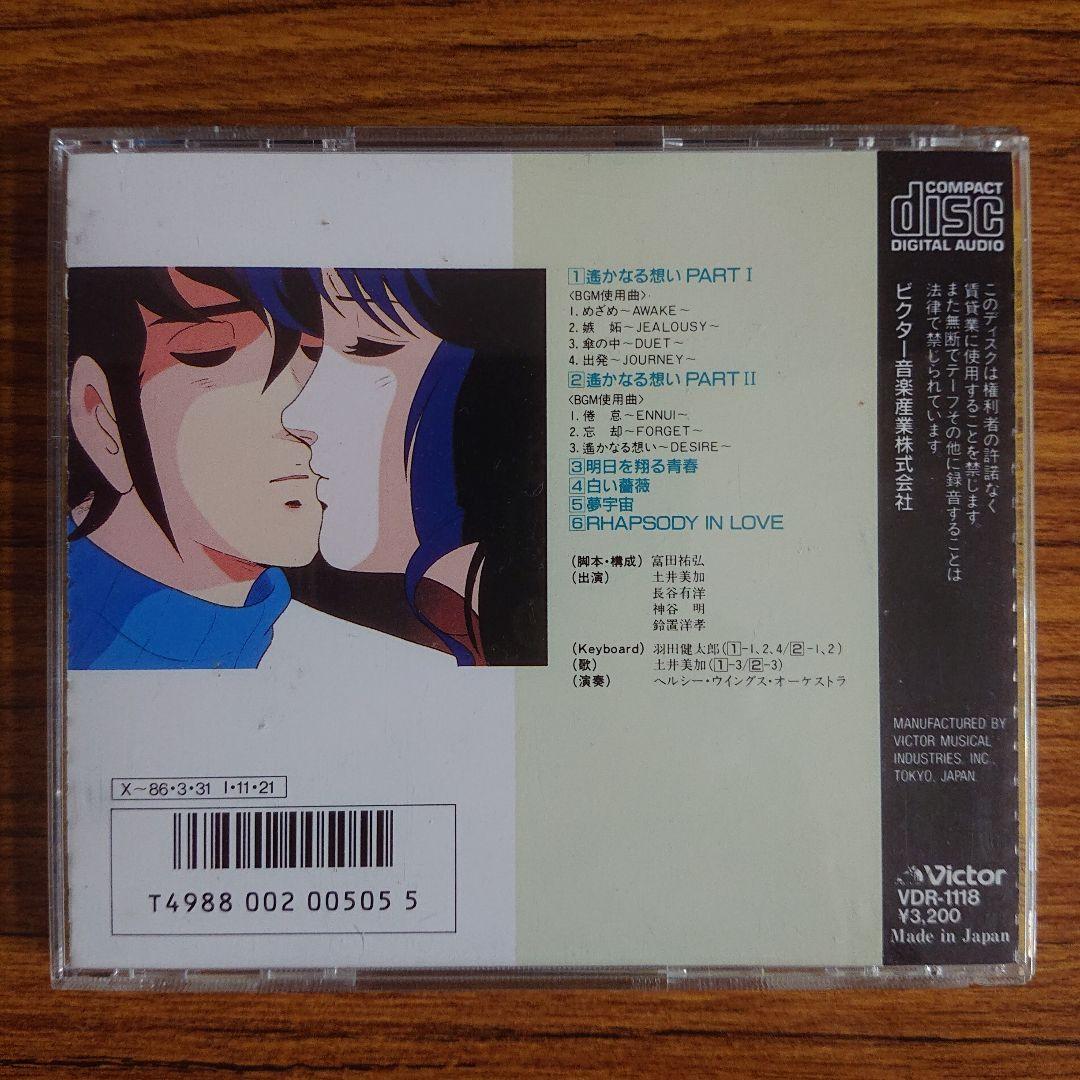 1 遙かなる想い PART I
〈BGM使用曲〉
1. めざめ〜AWAKE〜
2. 嫉　妬〜JEALOUSY〜
3. 傘の中〜DUET〜
4. 出発〜JOURNEY〜
2 遙かなる想い PART II
〈BGM使用曲〉
1. 倦　怠〜ENNUI〜
2. 忘　却〜FORGET〜
3. 遙かなる想い〜DESIRE〜
3 明日を翔る青春
4 白い薔薇
5 夢宇宙
6 RHAPSODY IN LOVE
(脚本・構成) 富田祐弘
(出演) 土井美加
長谷有洋
神谷　明
鈴置洋孝
(Keyboard) 羽田健太郎(1-1, 2, 4/2-1, 2)
(歌) 土井美加(1-3/2-3)
(演奏) ヘルシー・ウイングス・オーケストラ
X〜86・3・31 I・11・21
T4988 002 00505 5
COMPACT
disc
DIGITAL AUDIO
このディスクは権利者の許諾なく
賃貸業に使用することを禁じます。
また無断でテープその他に録音することは
法律で禁じられています。
ビクター音楽産業株式会社
MANUFACTURED BY
VICTOR MUSICAL
INDUSTRIES, INC.,
TOKYO, JAPAN
Victor
VDR-1118
¥3,200
Made in Japan